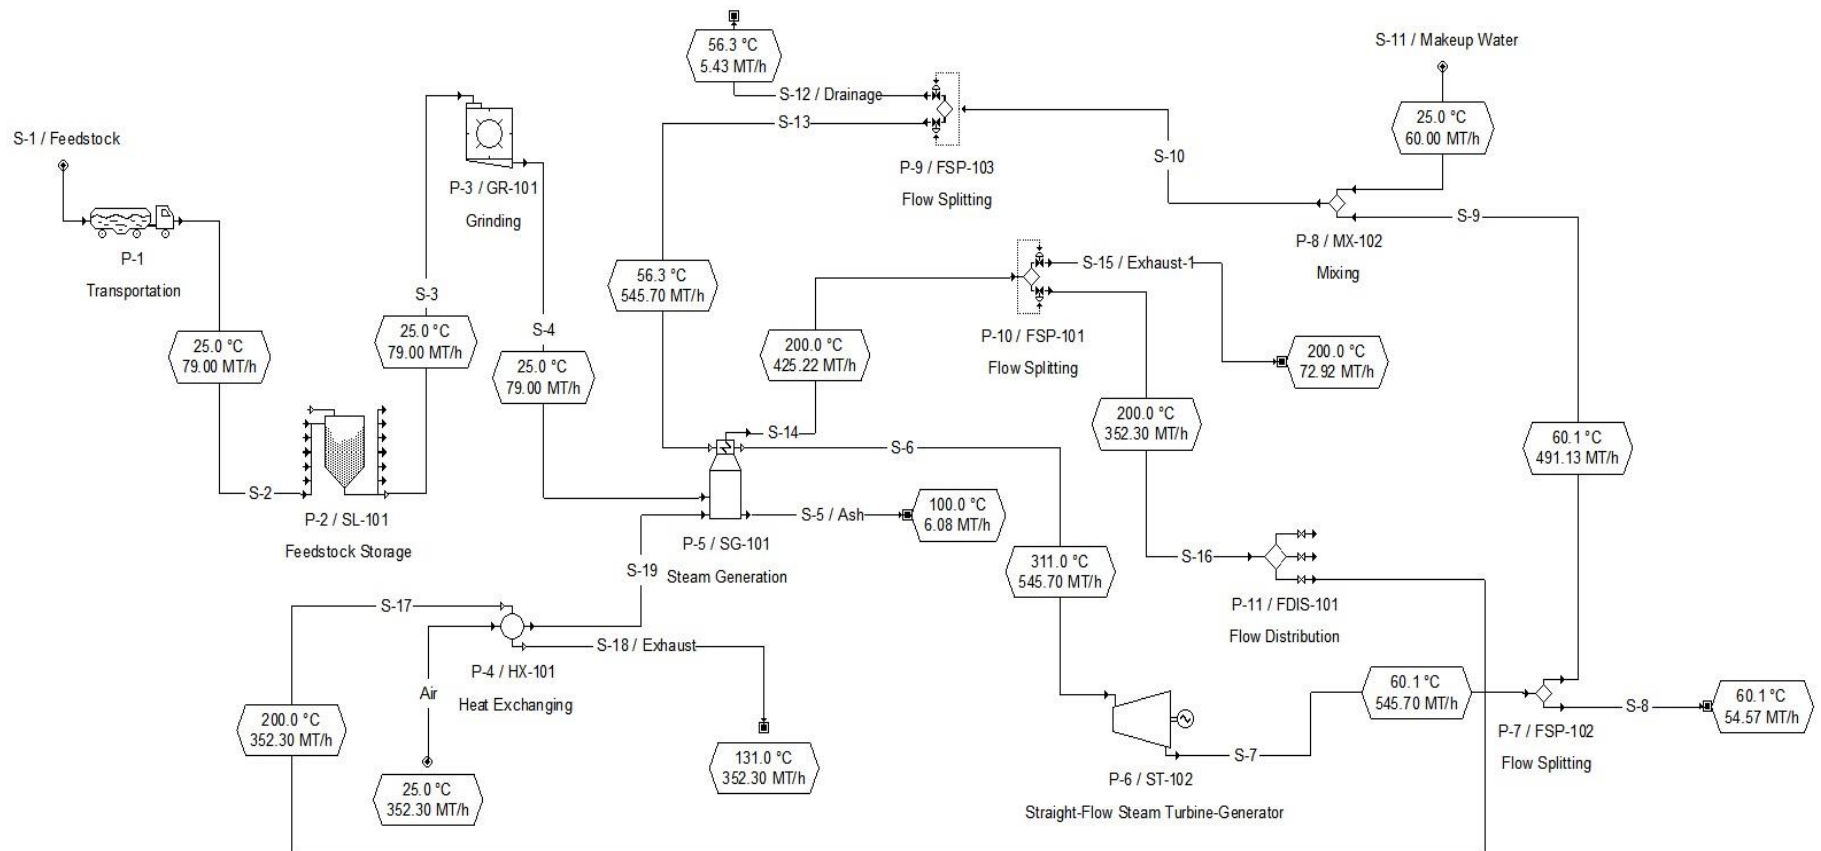 56.3 °C
5.43 MT/h
S-11 / Makeup Water
S-12 / Drainage
S-13
25.0 °C
60.00 MT/h
S-1 / Feedstock
P-9 / FSP-103
Flow Splitting
S-10
P-3 / GR-101
Grinding
S-9
P-8 / MX-102
Mixing
P-1
Transportation
S-3
56.3 °C
545.70 MT/h
S-15 / Exhaust-1
25.0 °C
79.00 MT/h
25.0 °C
79.00 MT/h
S-4
25.0 °C
79.00 MT/h
200.0 °C
425.22 MT/h
P-10 / FSP-101
Flow Splitting
200.0 °C
72.92 MT/h
200.0 °C
352.30 MT/h
S-14
S-6
60.1 °C
491.13 MT/h
S-2
P-2 / SL-101
Feedstock Storage
S-5 / Ash
100.0 °C
6.08 MT/h
P-5 / SG-101
Steam Generation
S-19
311.0 °C
545.70 MT/h
S-16
P-11 / FDIS-101
Flow Distribution
S-17
S-18 / Exhaust
P-4 / HX-101
Heat Exchanging
Air
200.0 °C
352.30 MT/h
25.0 °C
352.30 MT/h
131.0 °C
352.30 MT/h
60.1 °C
545.70 MT/h
S-8
60.1 °C
54.57 MT/h
P-7 / FSP-102
Flow Splitting
S-7
P-6 / ST-102
Straight-Flow Steam Turbine-Generator